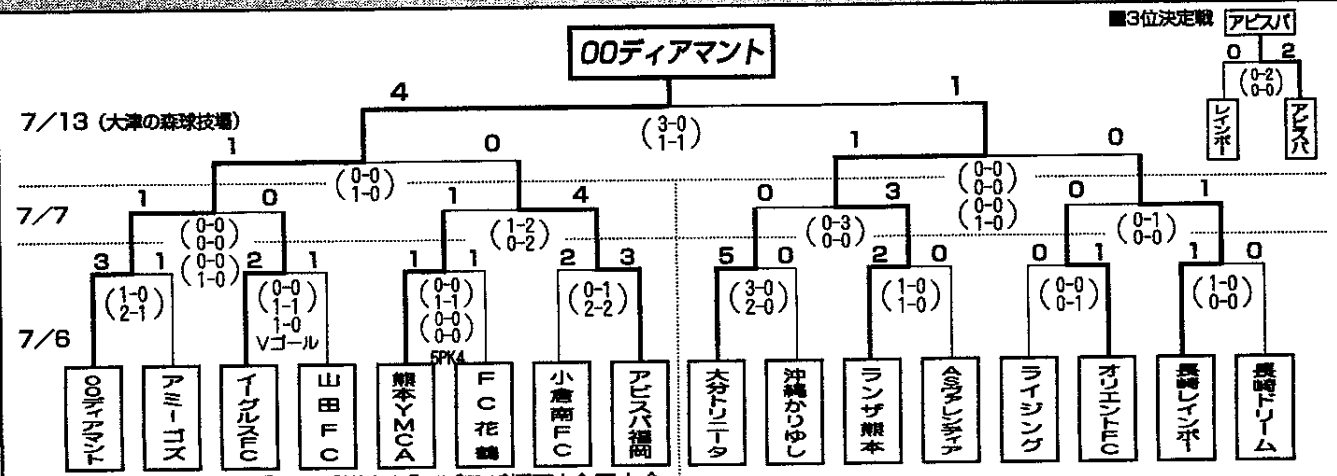 ■3位決定戦
アビスパ
0 2
(0-2
0-0)
レインボー
アビスパ
00ディアマント
4 1
7/13 (大津の森球技場)
(3-0
1-1)
1 0 1 0
(0-0
1-0)
(0-0
0-0)
(0-0
1-0)
7/7
1 0 1 4 0 3 0 1
(0-0
0-0)
(0-0
1-0)
(1-2
0-2)
(0-3
0-0)
(0-1
0-0)
3 1 2 1 1 1 2 3 5 0 2 0 0 1 1 0
7/6
(1-0
2-1)
(0-0
1-1)
1-0
Vゴール
(0-0
1-1)
(0-0
0-0)
5PK4
(0-1
2-2)
(3-0
2-0)
(1-0
1-0)
(0-0
0-1)
(1-0
0-0)
00ディアマント
アミーゴズ
イーグルスFC
山田FC
熊本YMCA
FC花鶴
小倉南FC
アビスパ福岡
大分トリニータ
沖縄かりゆし
ランザ熊本
ASヴァレンティア
ライジング
オリエントFC
長崎レインボー
長崎ドリーム